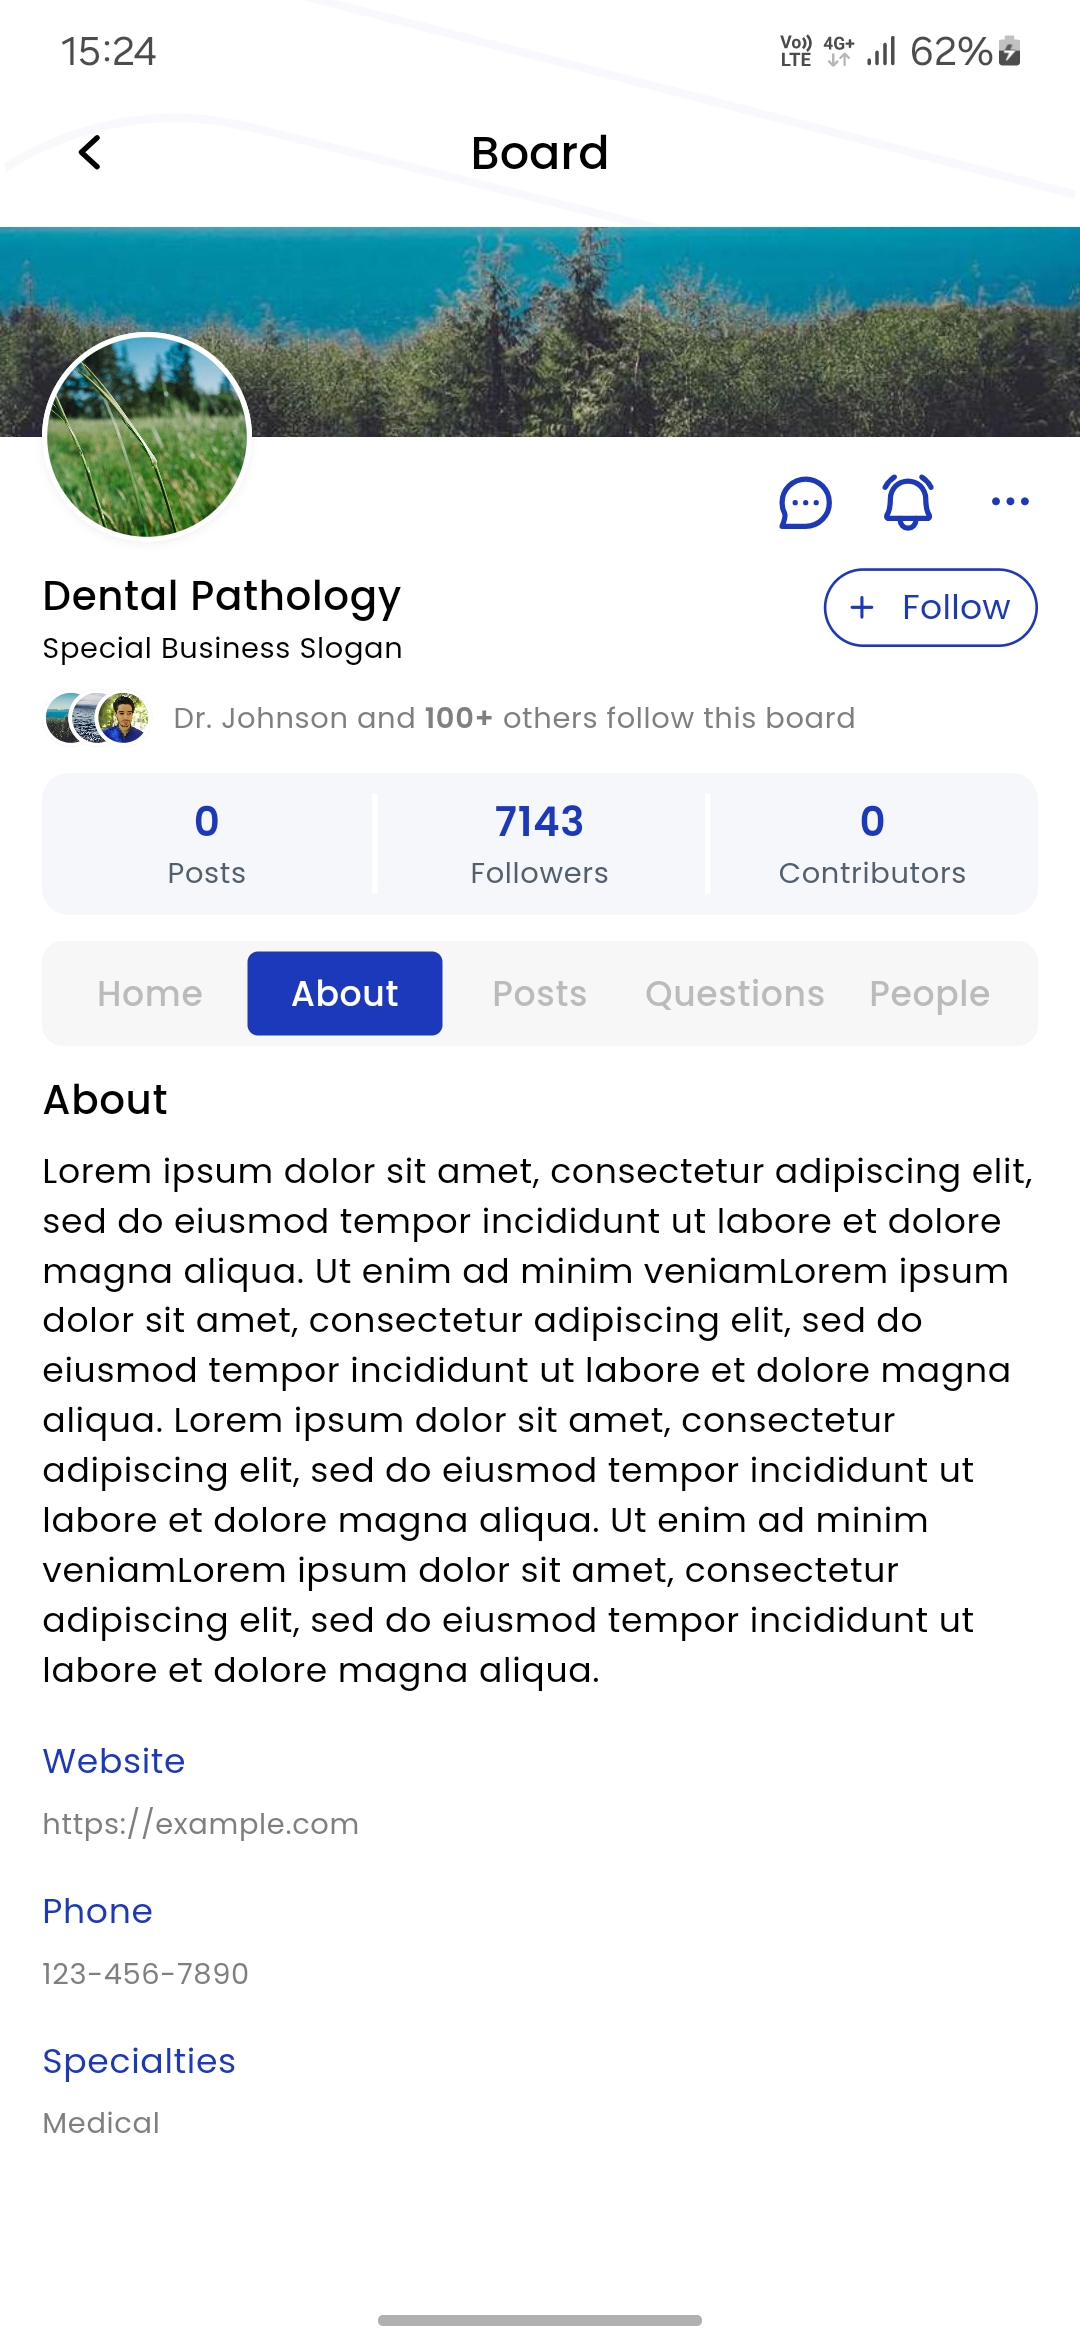 15:24
Vo)) LTE 4G+ 62%
Board
Dental Pathology
+ Follow
Special Business Slogan
Dr. Johnson and 100+ others follow this board
0 7143 0
Posts Followers Contributors
Home About Posts Questions People
About
Lorem ipsum dolor sit amet, consectetur adipiscing elit,
sed do eiusmod tempor incididunt ut labore et dolore
magna aliqua. Ut enim ad minim veniamLorem ipsum
dolor sit amet, consectetur adipiscing elit, sed do
eiusmod tempor incididunt ut labore et dolore magna
aliqua. Lorem ipsum dolor sit amet, consectetur
adipiscing elit, sed do eiusmod tempor incididunt ut
labore et dolore magna aliqua. Ut enim ad minim
veniamLorem ipsum dolor sit amet, consectetur
adipiscing elit, sed do eiusmod tempor incididunt ut
labore et dolore magna aliqua.
Website
https://example.com
Phone
123-456-7890
Specialties
Medical